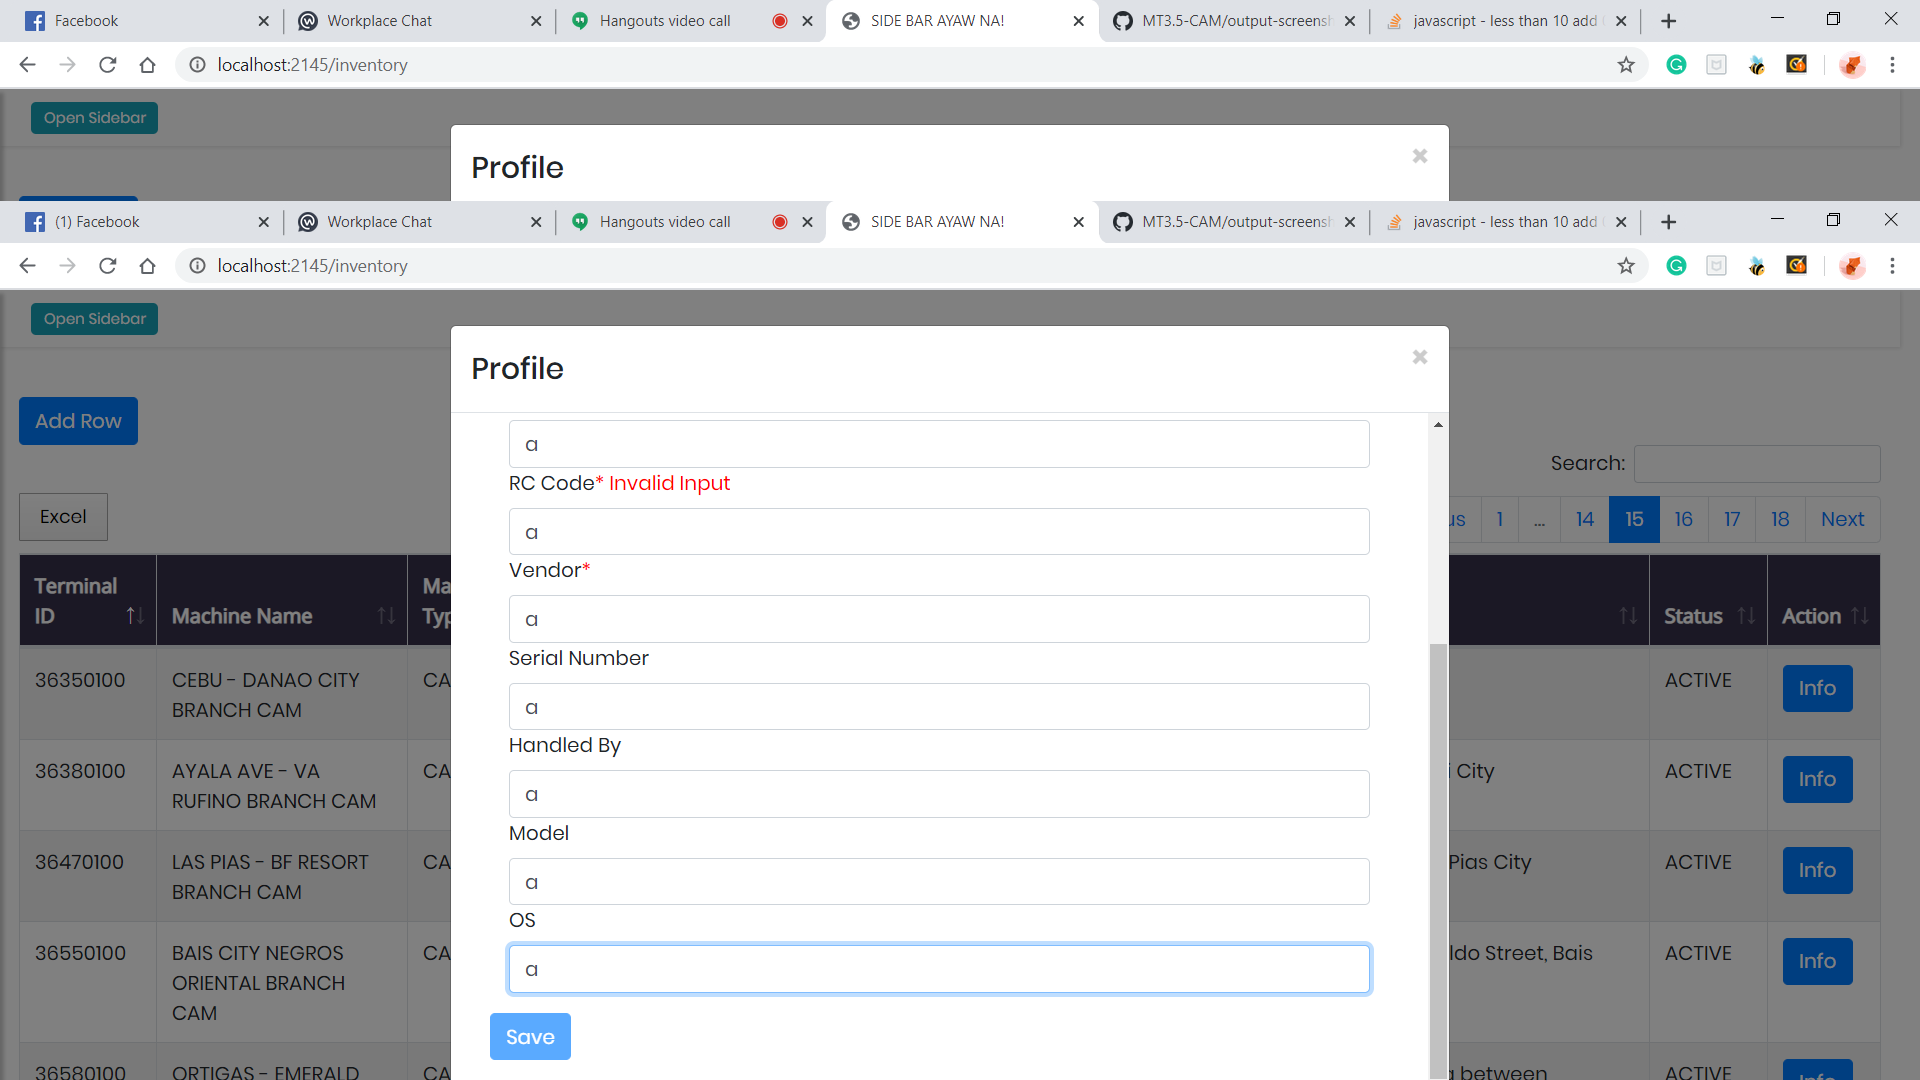 Facebook
Workplace Chat
Hangouts video call
SIDE BAR AYAW NA!
MT3.5-CAM/output-screensh
javascript - less than 10 add
localhost:2145/inventory
Open Sidebar
Profile
(1) Facebook
Workplace Chat
Hangouts video call
SIDE BAR AYAW NA!
MT3.5-CAM/output-screensh
javascript - less than 10 add
localhost:2145/inventory
Open Sidebar
Profile
Add Row
a
Search:
RC Code* Invalid Input
Excel
a
us 1 ... 14 15 16 17 18 Next
Vendor*
a
Serial Number
a
Handled By
a
Model
a
OS
a
Save
Terminal ID
Machine Name
Ma
Typ
Status
Action
36350100
CEBU - DANAO CITY
BRANCH CAM
CA
ACTIVE
Info
36380100
AYALA AVE - VA
RUFINO BRANCH CAM
CA
i City
ACTIVE
Info
36470100
LAS PIAS - BF RESORT
BRANCH CAM
CA
Pias City
ACTIVE
Info
36550100
BAIS CITY NEGROS
ORIENTAL BRANCH
CAM
CA
ldo Street, Bais
ACTIVE
Info
36580100
ORTIGAS - EMERALD
CA
g between
ACTIVE
Info